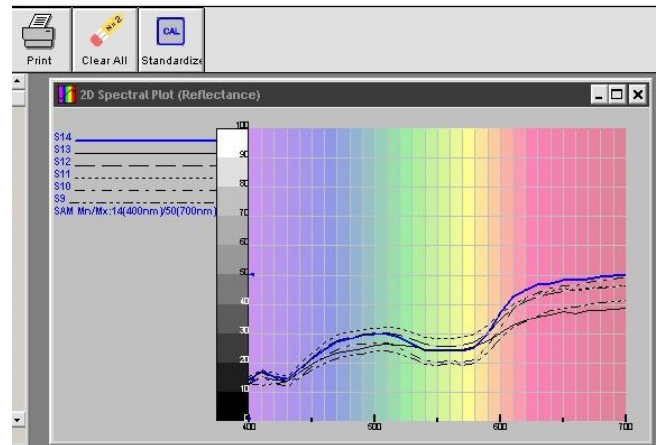 N=2
CAL
Print
Clear All
Standardize
2D Spectral Plot (Reflectance)
S14
S13
S12
S11
S10
S9
SAM Mn/Mx:14(400nm)/50(700nm)
100
90
80
70
60
50
40
30
20
10
0
400
500
600
700